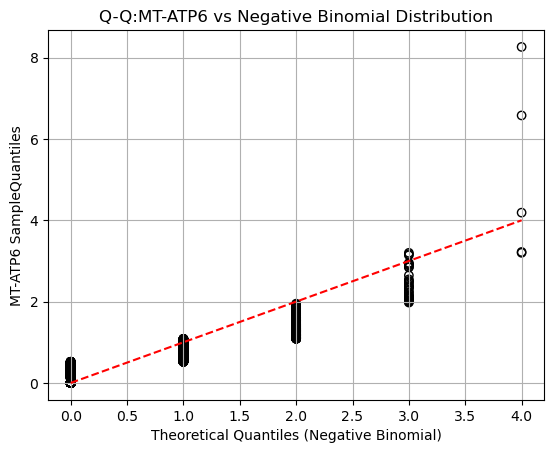 Q-Q:MT-ATP6 vs Negative Binomial Distribution
8
6
4
2
0
MT-ATP6 SampleQuantiles
0.0 0.5 1.0 1.5 2.0 2.5 3.0 3.5 4.0
Theoretical Quantiles (Negative Binomial)